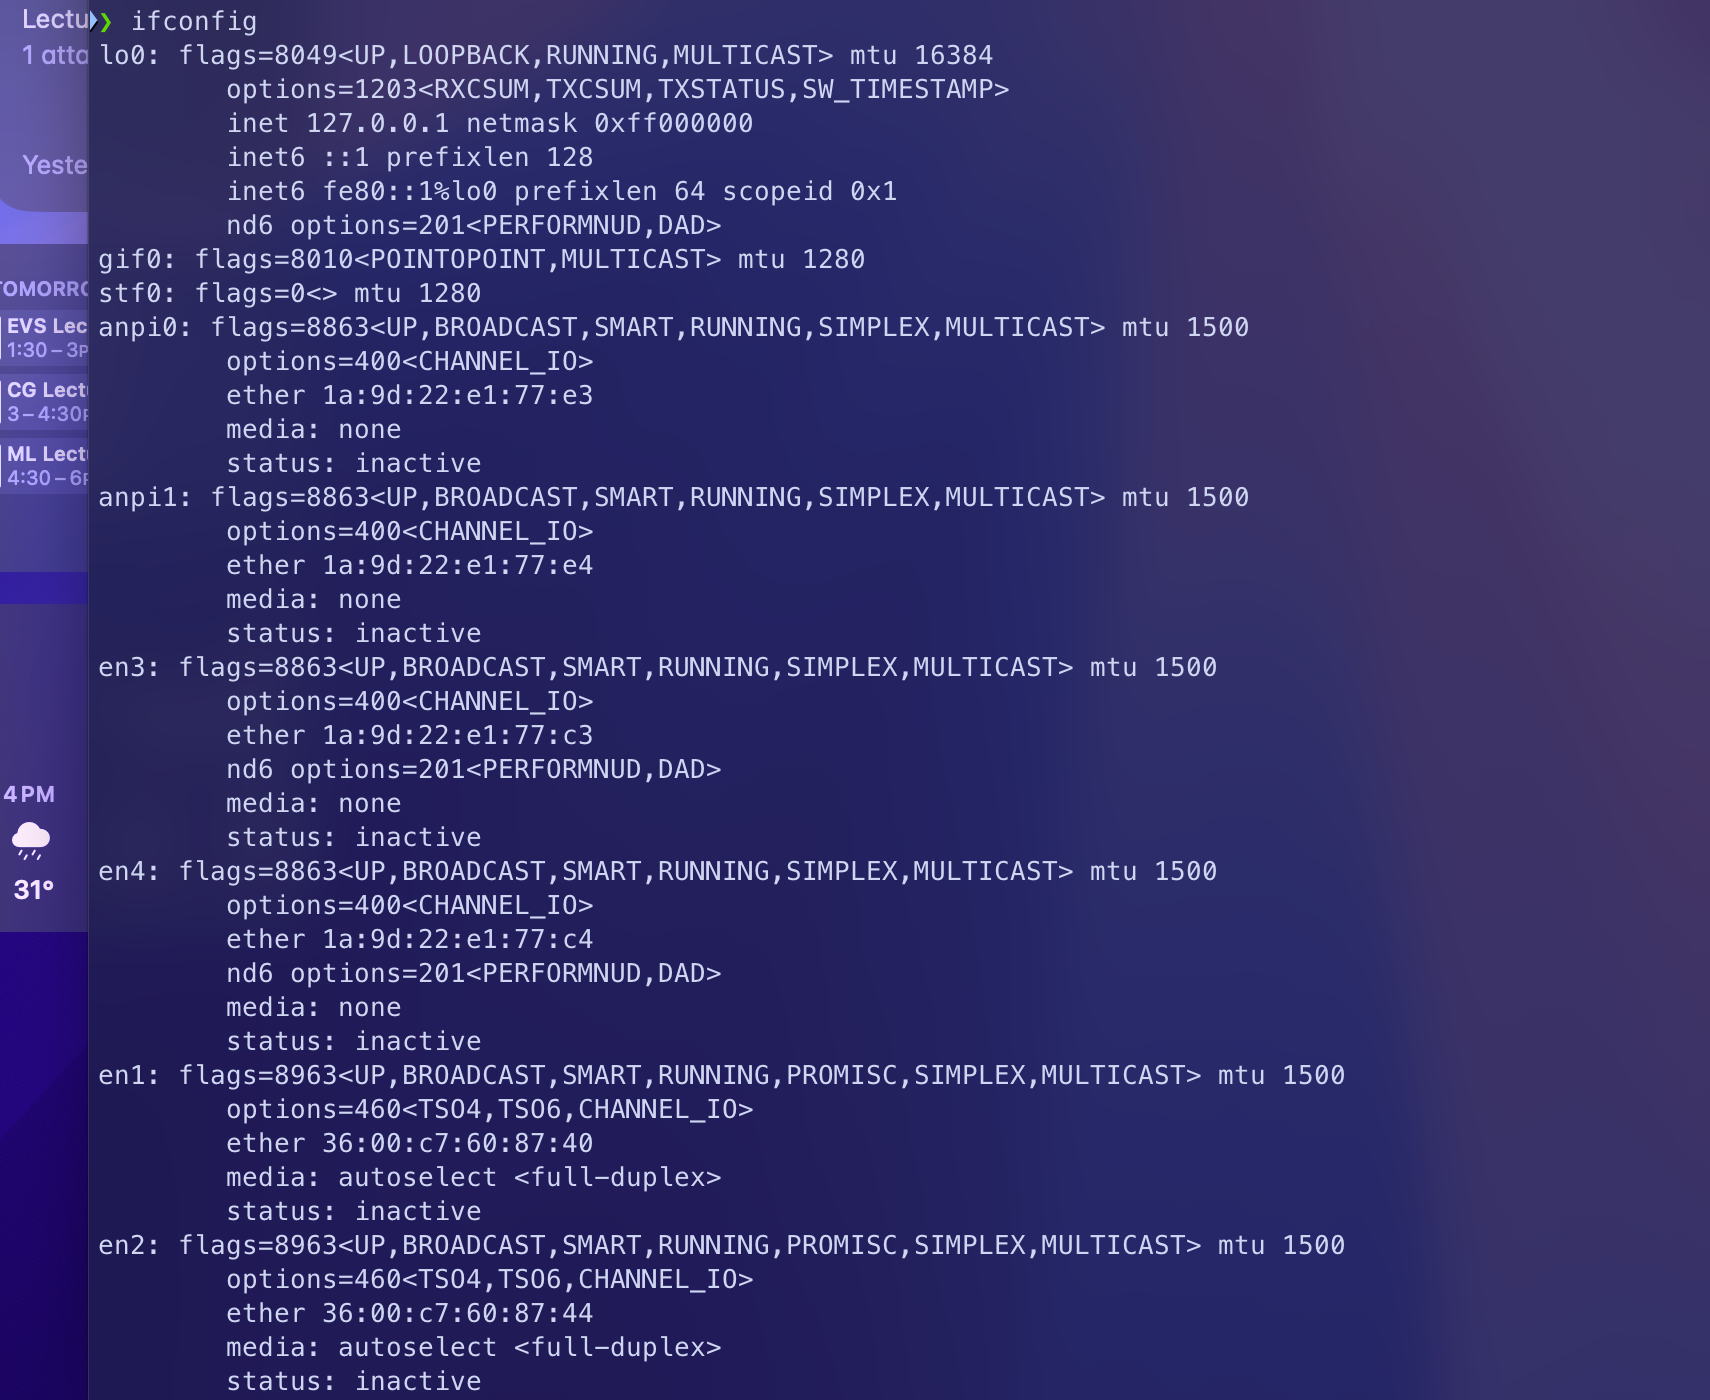 Lectu
1 atta
Yeste
TOMORRO
EVS Lec
1:30 – 3P
CG Lectu
3 – 4:30P
ML Lectu
4:30 – 6P
4 PM
31°
❯ ifconfig
lo0: flags=8049<UP,LOOPBACK,RUNNING,MULTICAST> mtu 16384
options=1203<RXCSUM,TXCSUM,TXSTATUS,SW_TIMESTAMP>
inet 127.0.0.1 netmask 0xff000000
inet6 ::1 prefixlen 128
inet6 fe80::1%lo0 prefixlen 64 scopeid 0x1
nd6 options=201<PERFORMNUD,DAD>
gif0: flags=8010<POINTOPOINT,MULTICAST> mtu 1280
stf0: flags=0<> mtu 1280
anpi0: flags=8863<UP,BROADCAST,SMART,RUNNING,SIMPLEX,MULTICAST> mtu 1500
options=400<CHANNEL_IO>
ether 1a:9d:22:e1:77:e3
media: none
status: inactive
anpi1: flags=8863<UP,BROADCAST,SMART,RUNNING,SIMPLEX,MULTICAST> mtu 1500
options=400<CHANNEL_IO>
ether 1a:9d:22:e1:77:e4
media: none
status: inactive
en3: flags=8863<UP,BROADCAST,SMART,RUNNING,SIMPLEX,MULTICAST> mtu 1500
options=400<CHANNEL_IO>
ether 1a:9d:22:e1:77:c3
nd6 options=201<PERFORMNUD,DAD>
media: none
status: inactive
en4: flags=8863<UP,BROADCAST,SMART,RUNNING,SIMPLEX,MULTICAST> mtu 1500
options=400<CHANNEL_IO>
ether 1a:9d:22:e1:77:c4
nd6 options=201<PERFORMNUD,DAD>
media: none
status: inactive
en1: flags=8963<UP,BROADCAST,SMART,RUNNING,PROMISC,SIMPLEX,MULTICAST> mtu 1500
options=460<TSO4,TSO6,CHANNEL_IO>
ether 36:00:c7:60:87:40
media: autoselect <full-duplex>
status: inactive
en2: flags=8963<UP,BROADCAST,SMART,RUNNING,PROMISC,SIMPLEX,MULTICAST> mtu 1500
options=460<TSO4,TSO6,CHANNEL_IO>
ether 36:00:c7:60:87:44
media: autoselect <full-duplex>
status: inactive